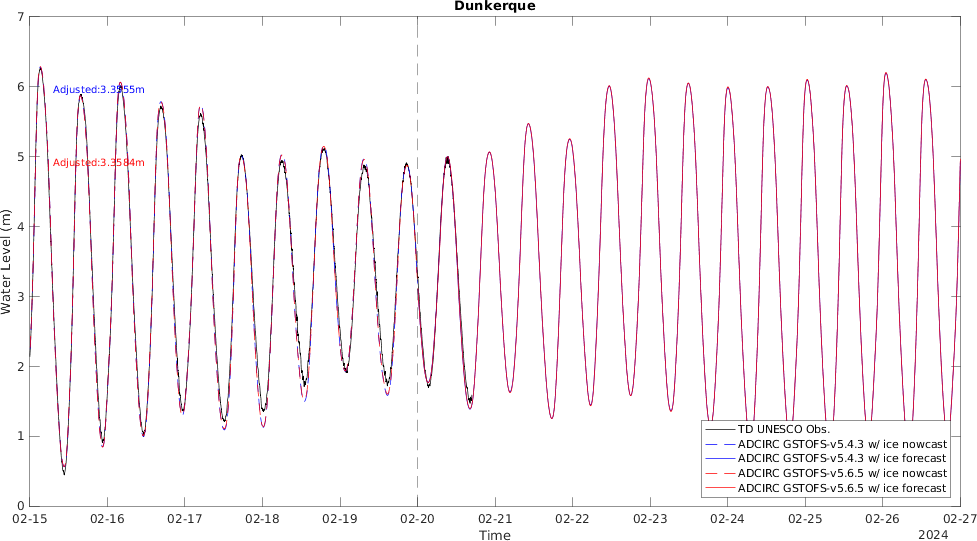 Dunkerque
7
6
5
4
3
2
1
0
Water Level (m)
Adjusted:3.3555m
Adjusted:3.3584m
TD UNESCO Obs.
ADCIRC GSTOFS-v5.4.3 w/ ice nowcast
ADCIRC GSTOFS-v5.4.3 w/ ice forecast
ADCIRC GSTOFS-v5.6.5 w/ ice nowcast
ADCIRC GSTOFS-v5.6.5 w/ ice forecast
02-15 02-16 02-17 02-18 02-19 02-20 02-21 02-22 02-23 02-24 02-25 02-26 02-27
Time
2024